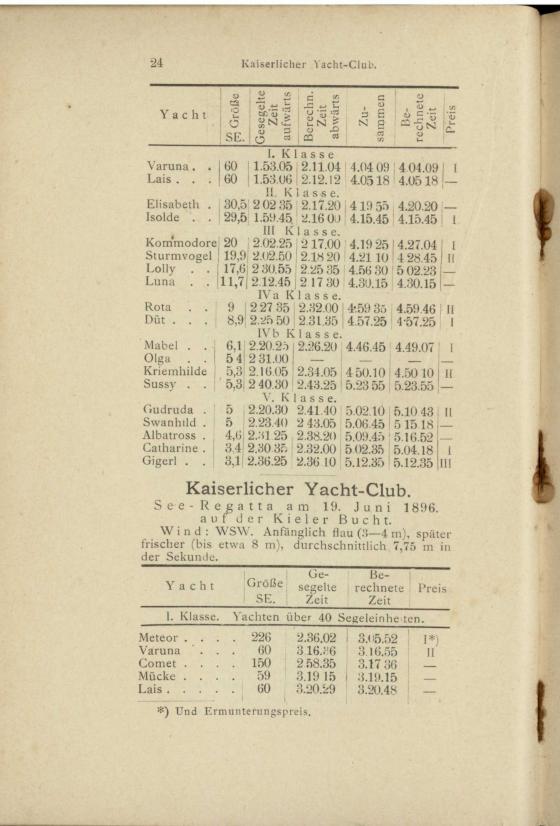 24 Kaiserlicher Yacht-Club.
Yacht Größe SE. Gesegelte Zeit aufwärts Berechn. Zeit abwärts Zu-sammen Be-rechnete Zeit Preis
I. Klasse
Varuna . . 60 1.53.05 2.11.04 4.04 09 4.04.09 I
Lais . . . 60 1.53.06 2.12.12 4.05 18 4.05 18 —
II. Klasse.
Elisabeth . 30,5 2 02 35 2.17.20 4 19 55 4.20.20 —
Isolde . . 29,5 1.59.45 2.16 00 4.15.45 4.15.45 I
III Klasse.
Kommodore 20 2.02.25 2 17.00 4.19 25 4.27.04 I
Sturmvogel 19,9 2.02.50 2.18 20 4.21 10 4 28.45 II
Lolly . . 17,6 2 30.55 2.25 35 4.56 30 5 02.23 —
Luna . . 11,7 2.12.45 2 17 30 4.30.15 4.30.15 —
IVa Klasse.
Rota . . 9 2 27 35 2.32.00 4.59 35 4.59.46 II
Düt . . . 8,9 2.25 50 2.31.35 4.57.25 4.57.25 I
IVb Klasse.
Mabel . . 6,1 2.20.25 2.26.20 4.46.45 4.49.07 I
Olga . . 5 4 2 31.00 — — — —
Kriemhilde 5,3 2.16.05 2.34.05 4 50.10 4.50 10 II
Sussy . . 5,3 2 40.30 2.43.25 5.23 55 5.23.55 —
V. Klasse.
Gudruda . 5 2.20.30 2.41.40 5.02.10 5.10 43 II
Swanhild . 5 2.23.40 2 43.05 5.06.45 5 15 18 —
Albatross . 4,6 2.31 25 2.38.20 5.09.45 5.16.52 —
Catharine . 3.4 2,30.35 2.32.00 5.02.35 5.04.18 I
Gigerl . . 3,1 2.36.25 2.36 10 5.12.35 5.12.35 III
Kaiserlicher Yacht-Club.
See-Regatta am 19. Juni 1896.
auf der Kieler Bucht.
Wind: WSW. Anfänglich flau (3—4 m), später
frischer (bis etwa 8 m), durchschnittlich 7,75 m in
der Sekunde.
Yacht Größe SE. Ge-segelte Zeit Be-rechnete Zeit Preis
I. Klasse. Yachten über 40 Segeleinheiten.
Meteor . . . . 226 2.36,02 3.05.52 I*)
Varuna . . . 60 3 16.36 3.16,55 II
Comet . . . . 150 2 58.35 3.17 36 —
Mücke . . . . 59 3.19 15 3.19.15 —
Lais . . . . . 60 3.20.29 3.20.48 —
*) Und Ermunterungspreis.